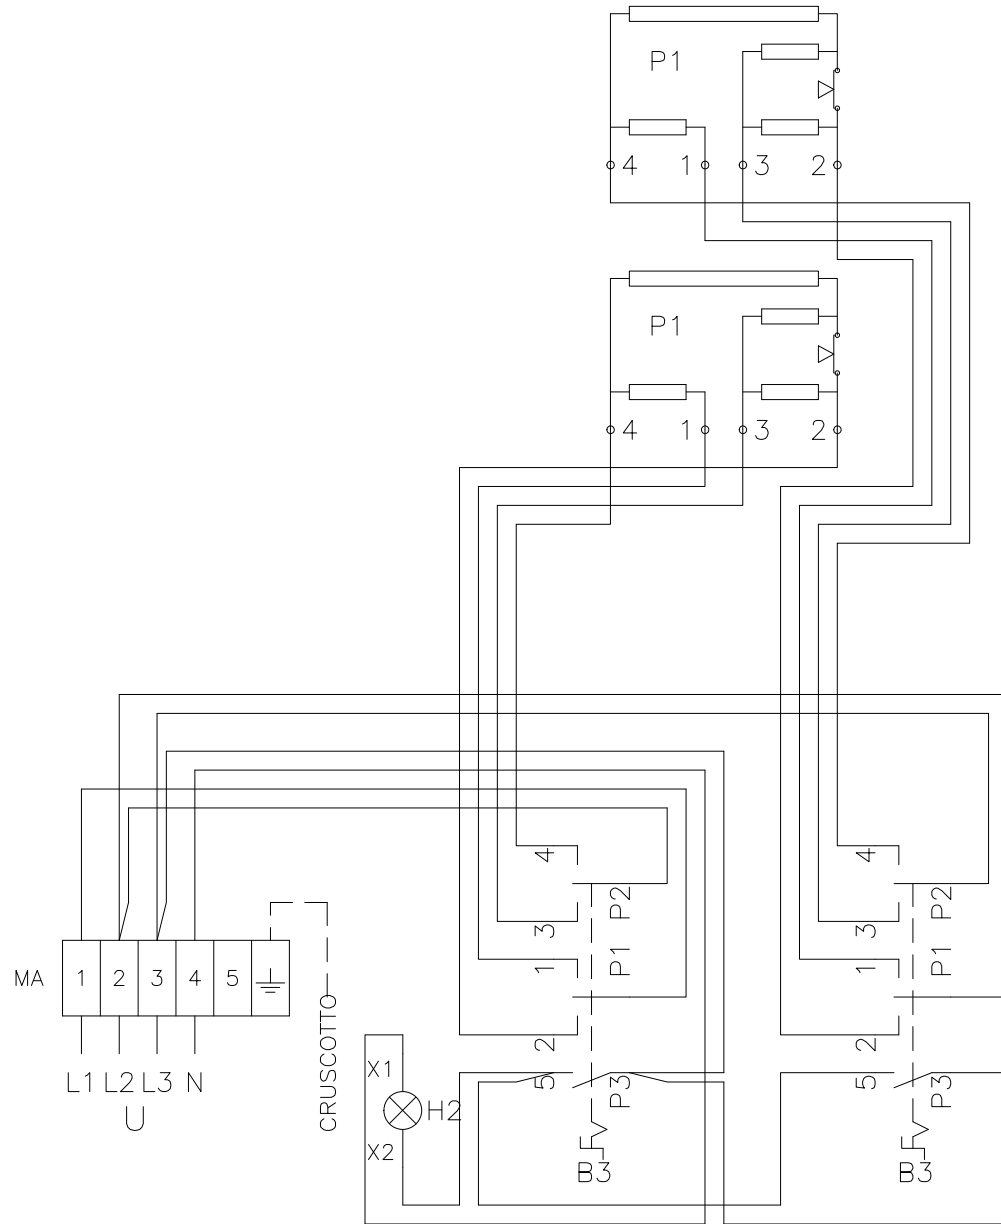 P1
4 1 3 2
P1
4 1 3 2
4 4
P2 P2
3 3
1 P1 1 P1
MA 1 2 3 4 5
CRUSCOTTO
2 2
L1 L2 L3 N
X1
5 P3 5 P3
U
H2
X2
B3 B3